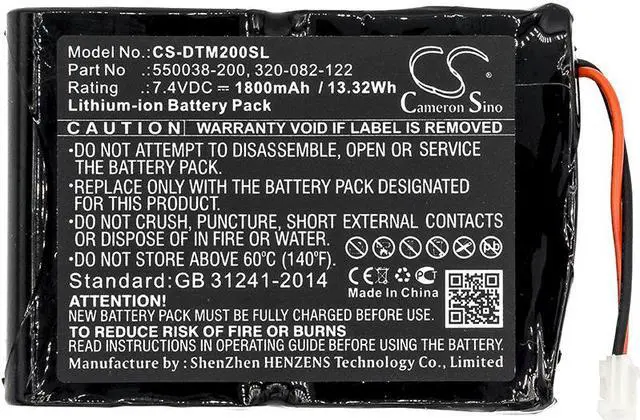 Model No.:CS-DTM200SL
Part No .:550038-200, 320-082-122
Rating .:7.4VDC ⎓ 1800mAh / 13.32Wh
Lithium-ion Battery Pack
CS
Cameron Sino
CAUTION WARRANTY VOID IF LABEL IS REMOVED
•DO NOT ATTEMPT TO DISASSEMBLE, OPEN OR SERVICE
THE BATTERY PACK.
•REPLACE ONLY WITH THE BATTERY PACK DESIGNATED
FOR THIS PRODUCT.
•DO NOT CRUSH, PUNCTURE, SHORT EXTERNAL CONTACTS
OR DISPOSE OF IN FIRE OR WATER.
•DO NOT STORE ABOVE 60°C (140°F).
Standard:GB 31241-2014
CE
Made In China
ATTENTION!
NEW BATTERY PACK MUST BE FULLY CHARGED BEFORE USE.
TO REDUCE RISK OF FIRE OR BURNS
READ INSTRUCTIONS IN OPERATING GUIDE BEFORE USING BATTERY.
Manufacturer : ShenZhen HENZENS Technology Co., Limited